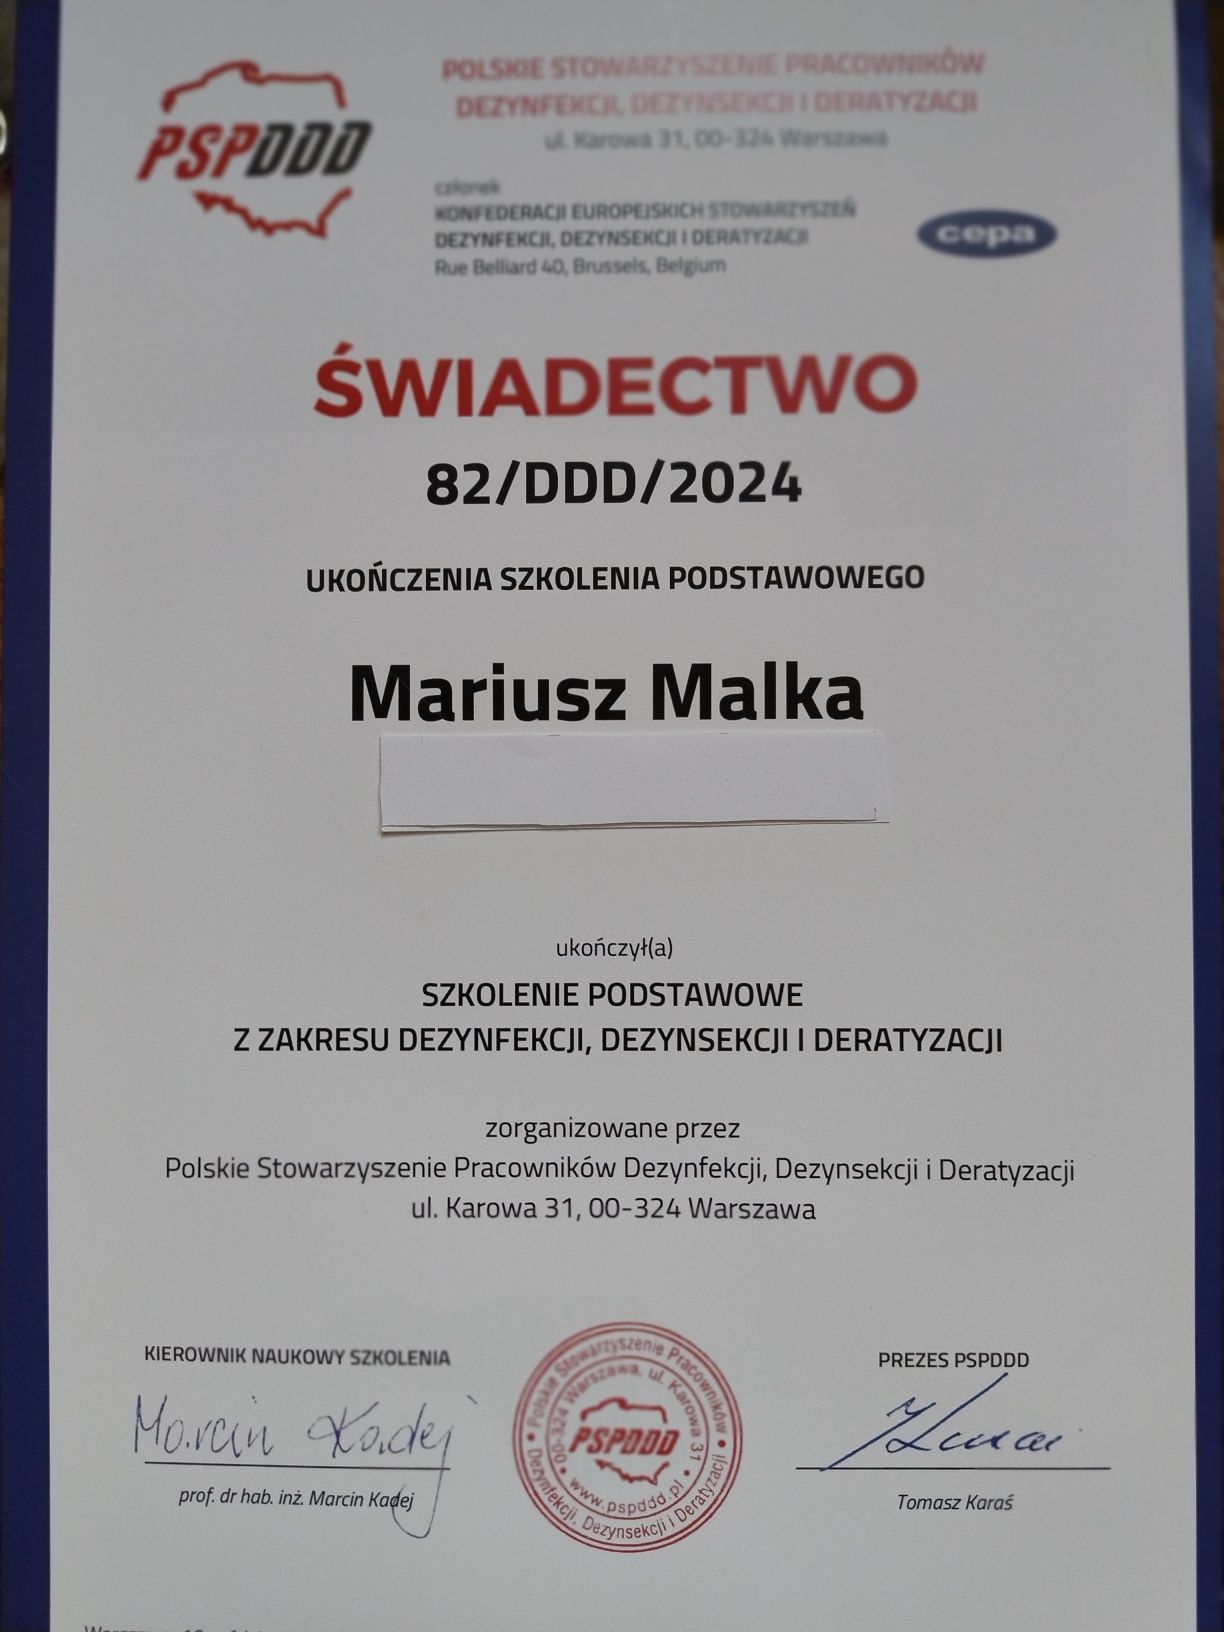 PSPDDD
POLSKIE STOWARZYSZENIE PRACOWNIKÓW
DEZYNFEKCJI, DEZYNSEKCJI I DERATYZACJI
ul. Karowa 31, 00-324 Warszawa
członek
KONFEDERACJI EUROPEJSKICH STOWARZYSZEŃ
DEZYNFEKCJI, DEZYNSEKCJI I DERATYZACJI
Rue Belliard 40, Brussels, Belgium
cepa
ŚWIADECTWO
82/DDD/2024
UKOŃCZENIA SZKOLENIA PODSTAWOWEGO
Mariusz Malka
ukończył(a)
SZKOLENIE PODSTAWOWE
Z ZAKRESU DEZYNFEKCJI, DEZYNSEKCJI I DERATYZACJI
zorganizowane przez
Polskie Stowarzyszenie Pracowników Dezynfekcji, Dezynsekcji i Deratyzacji
ul. Karowa 31, 00-324 Warszawa
KIEROWNIK NAUKOWY SZKOLENIA
Marcin Kadej
prof. dr hab. inż. Marcin Kadej
• Polskie Stowarzyszenie Pracowników •
Dezynfekcji, Dezynsekcji i Deratyzacji
• 00-324 Warszawa, ul. Karowa 31 •
PSPDDD
www.pspddd.pl
PREZES PSPDDD
Tomasz Karaś